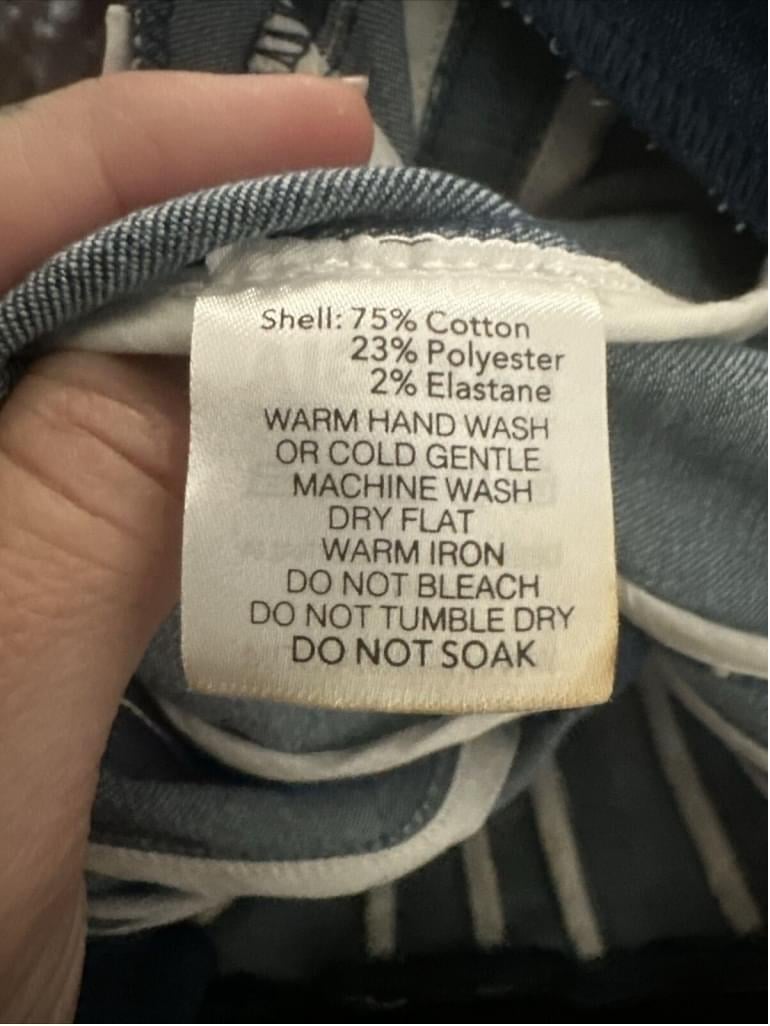 Shell: 75% Cotton
23% Polyester
2% Elastane
WARM HAND WASH
OR COLD GENTLE
MACHINE WASH
DRY FLAT
WARM IRON
DO NOT BLEACH
DO NOT TUMBLE DRY
DO NOT SOAK